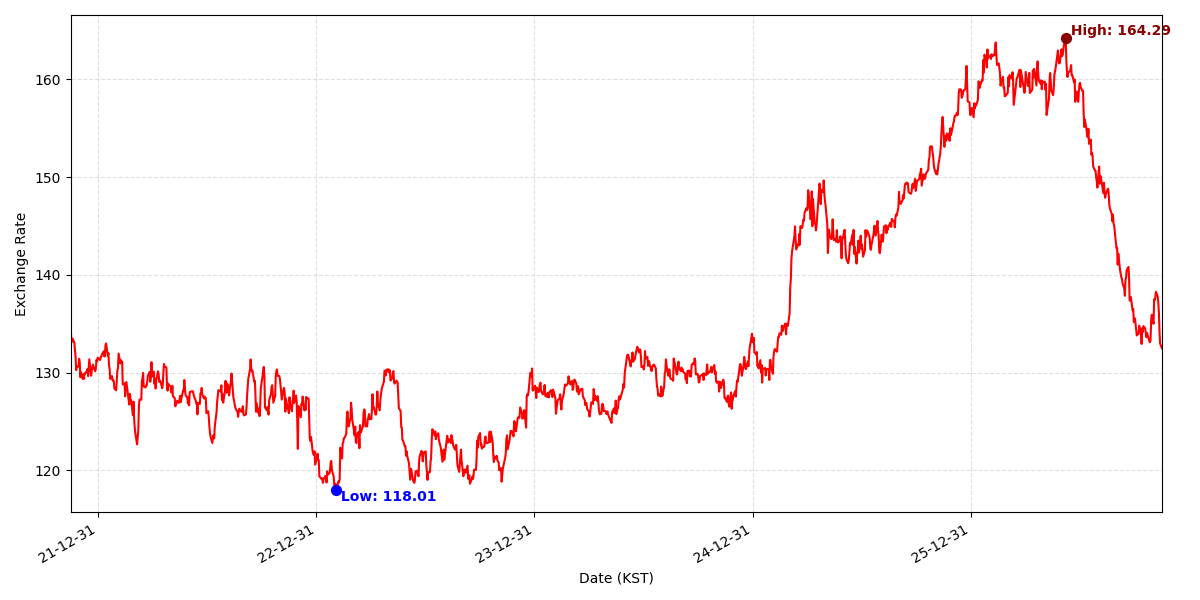 High: 164.29
160
150
140
130
120
Exchange Rate
Low: 118.01
21-12-31
22-12-31
23-12-31
24-12-31
25-12-31
Date (KST)